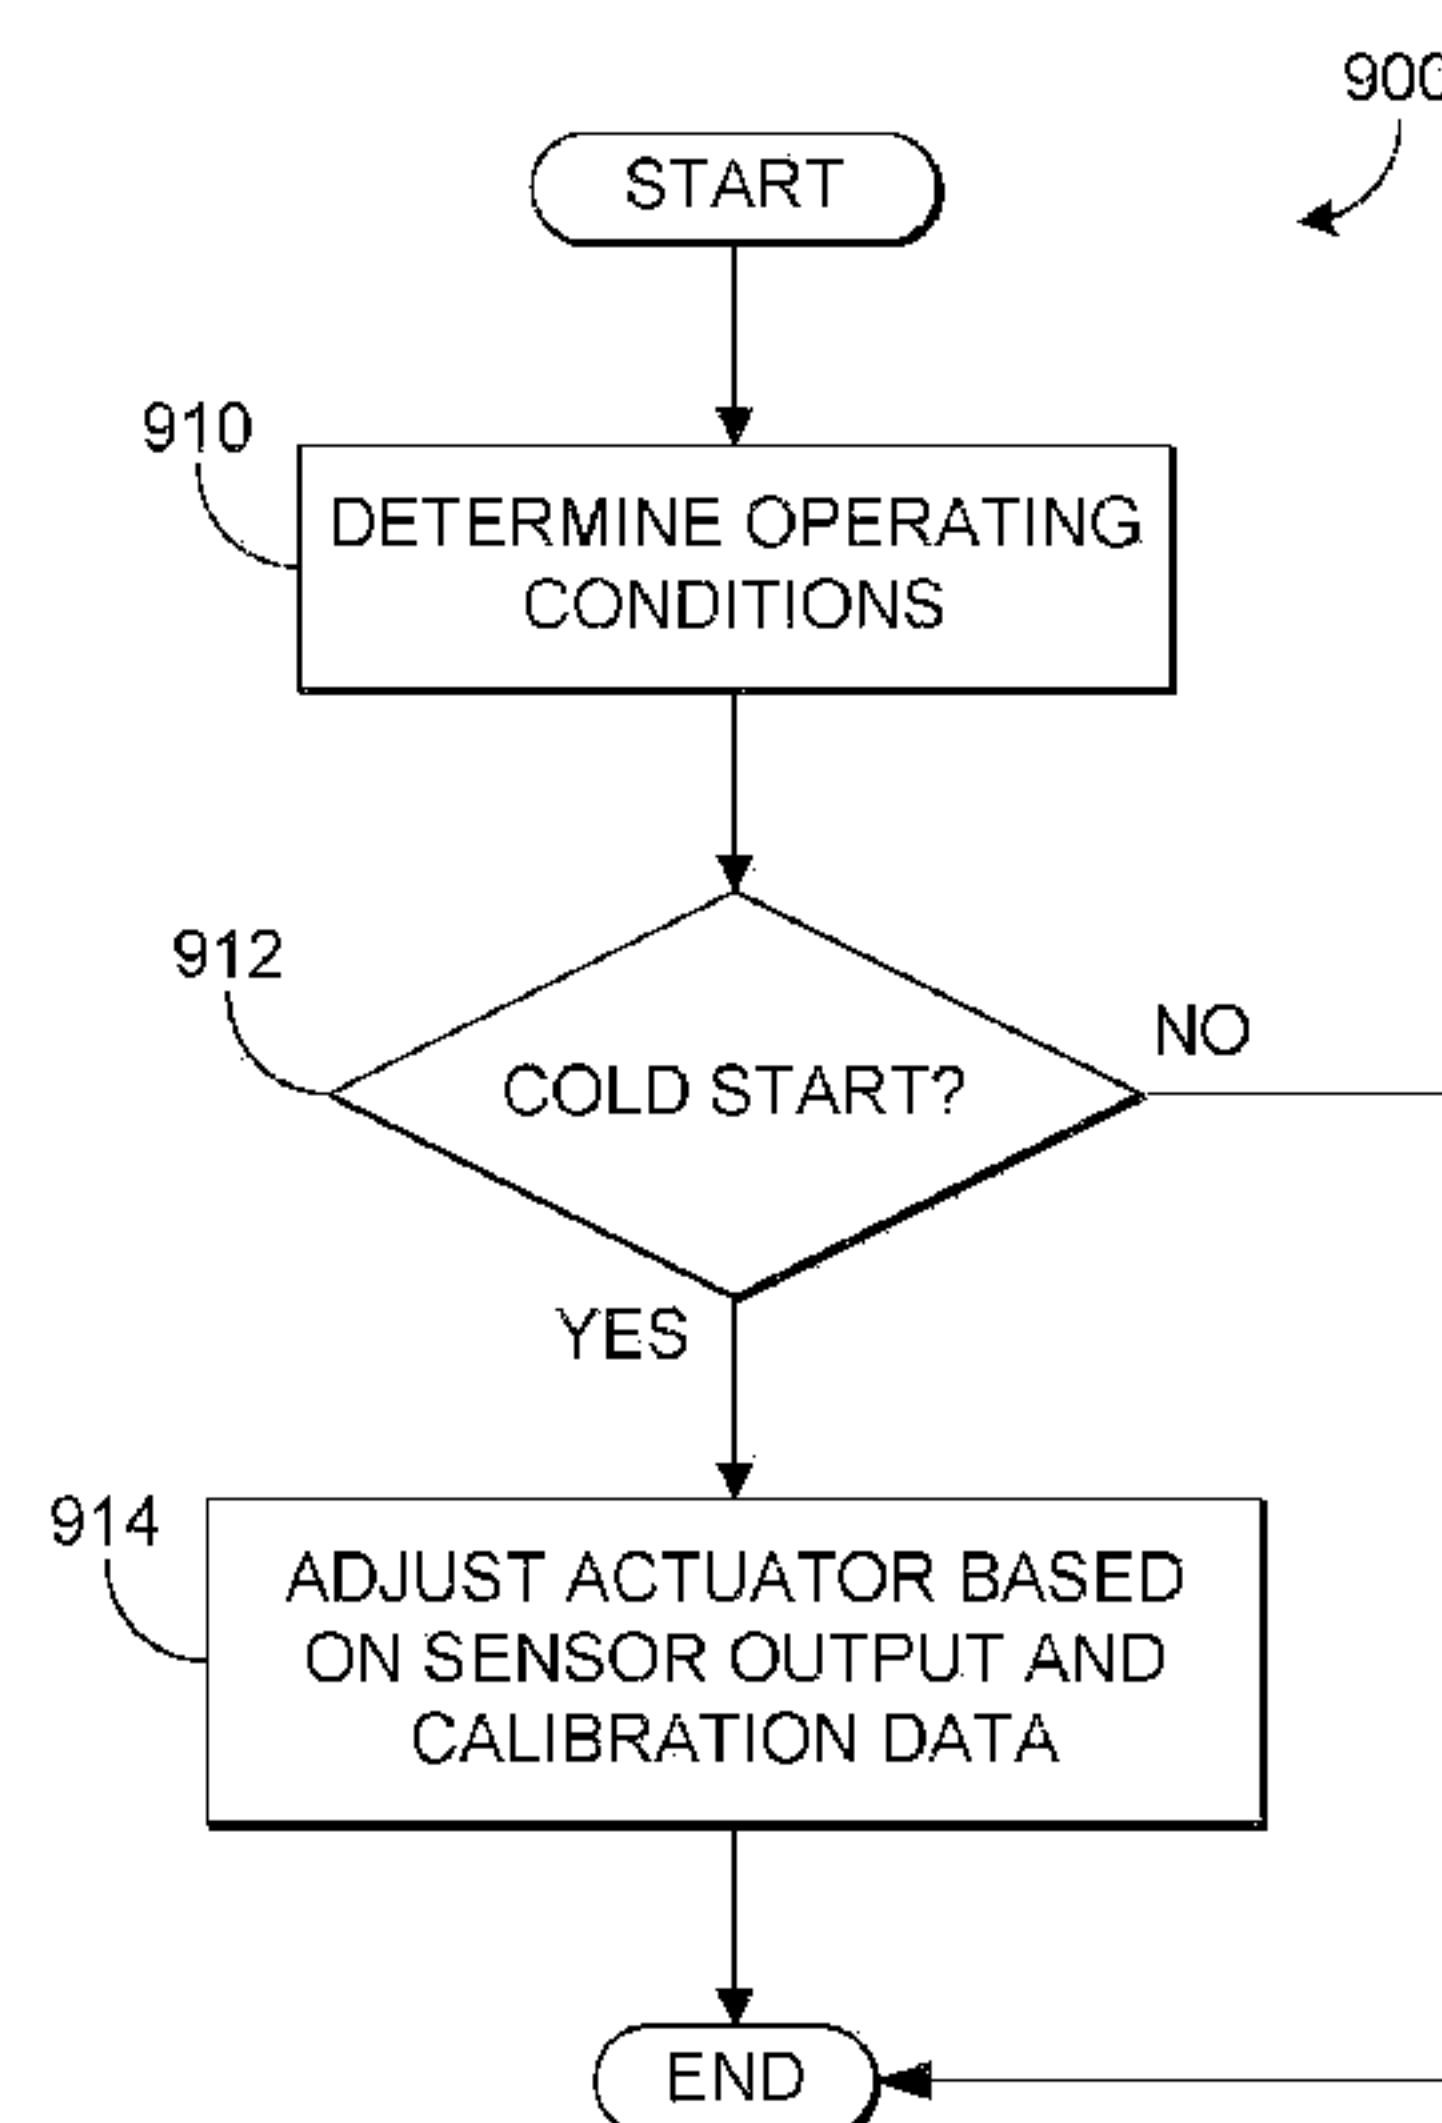 900
START
910
DETERMINE OPERATING
CONDITIONS
912
COLD START?
NO
YES
914
ADJUST ACTUATOR BASED
ON SENSOR OUTPUT AND
CALIBRATION DATA
END